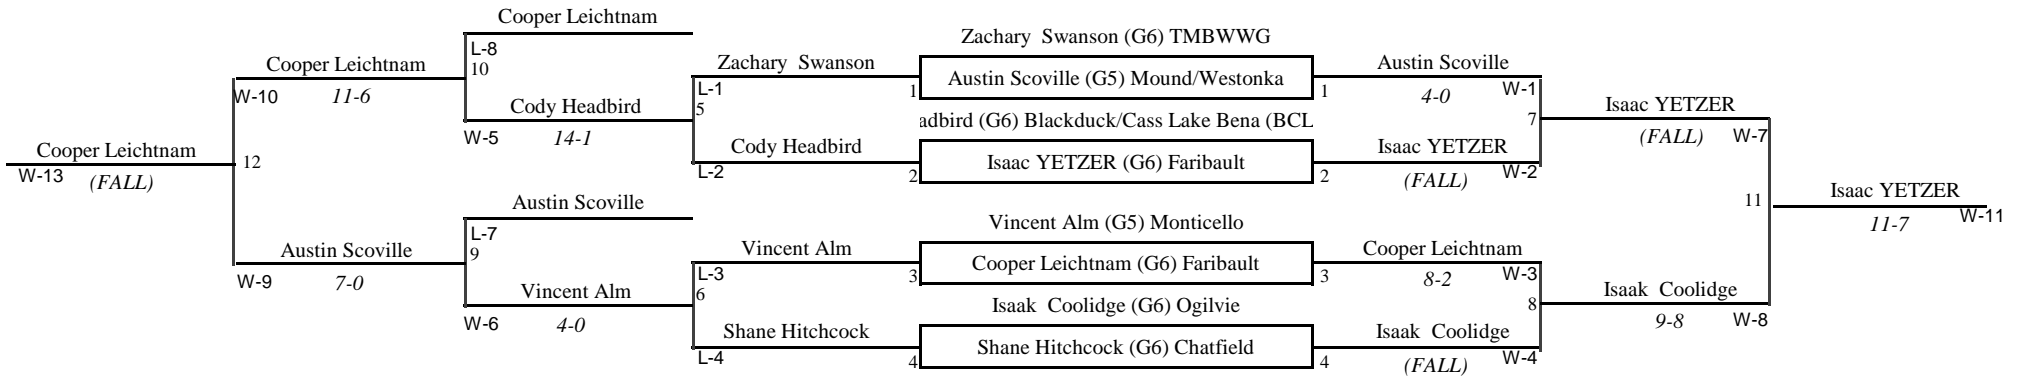 Cooper Leichtnam
Zachary Swanson (G6) TMBWWG
L-8
Cooper Leichtnam
10
Zachary Swanson
Austin Scoville (G5) Mound/Westonka
Austin Scoville
W-10
11-6
Cody Headbird
L-1
5
1
1
4-0
W-1
Isaac YETZER
W-5
14-1
adbird (G6) Blackduck/Cass Lake Bena (BCL
7
(FALL)
W-7
Cooper Leichtnam
12
Cody Headbird
Isaac YETZER (G6) Faribault
Isaac YETZER
W-13
(FALL)
L-2
2
2
(FALL)
W-2
Isaac YETZER
Austin Scoville
11
W-11
11-7
L-7
Vincent Alm (G5) Monticello
Austin Scoville
9
Vincent Alm
Cooper Leichtnam (G6) Faribault
Cooper Leichtnam
W-9
7-0
L-3
3
3
8-2
W-3
Vincent Alm
6
Isaak Coolidge (G6) Ogilvie
8
Isaak Coolidge
W-6
4-0
9-8
W-8
Shane Hitchcock
Shane Hitchcock (G6) Chatfield
Isaak Coolidge
L-4
4
4
(FALL)
W-4